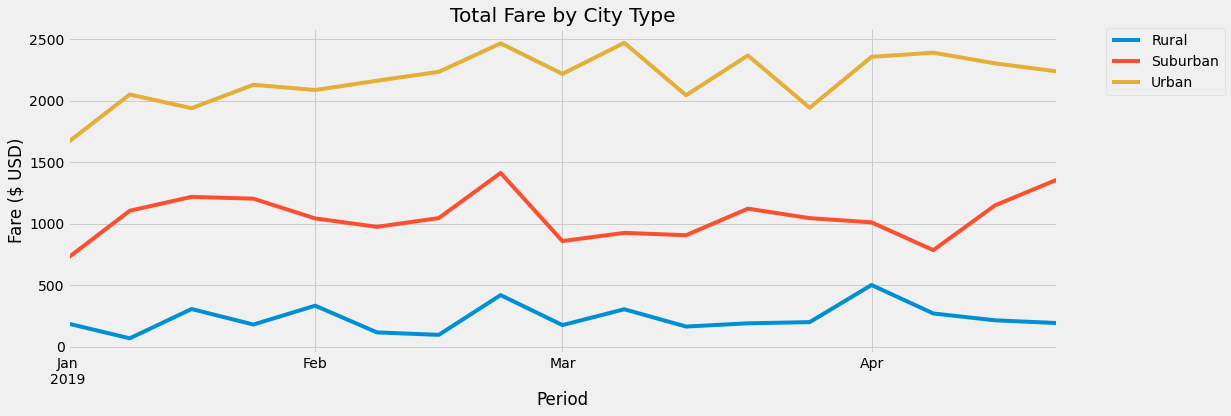 Total Fare by City Type
Rural
Suburban
Urban
Fare ($ USD)
2500
2000
1500
1000
500
0
Jan Feb Mar Apr
2019
Period